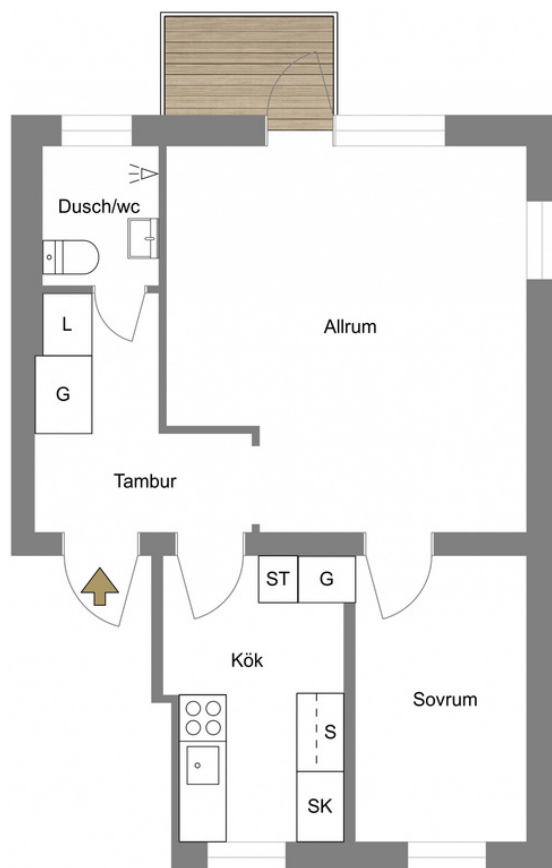 Dusch/wc
L
Allrum
G
Tambur
ST G
Kök
Sovrum
S
SK